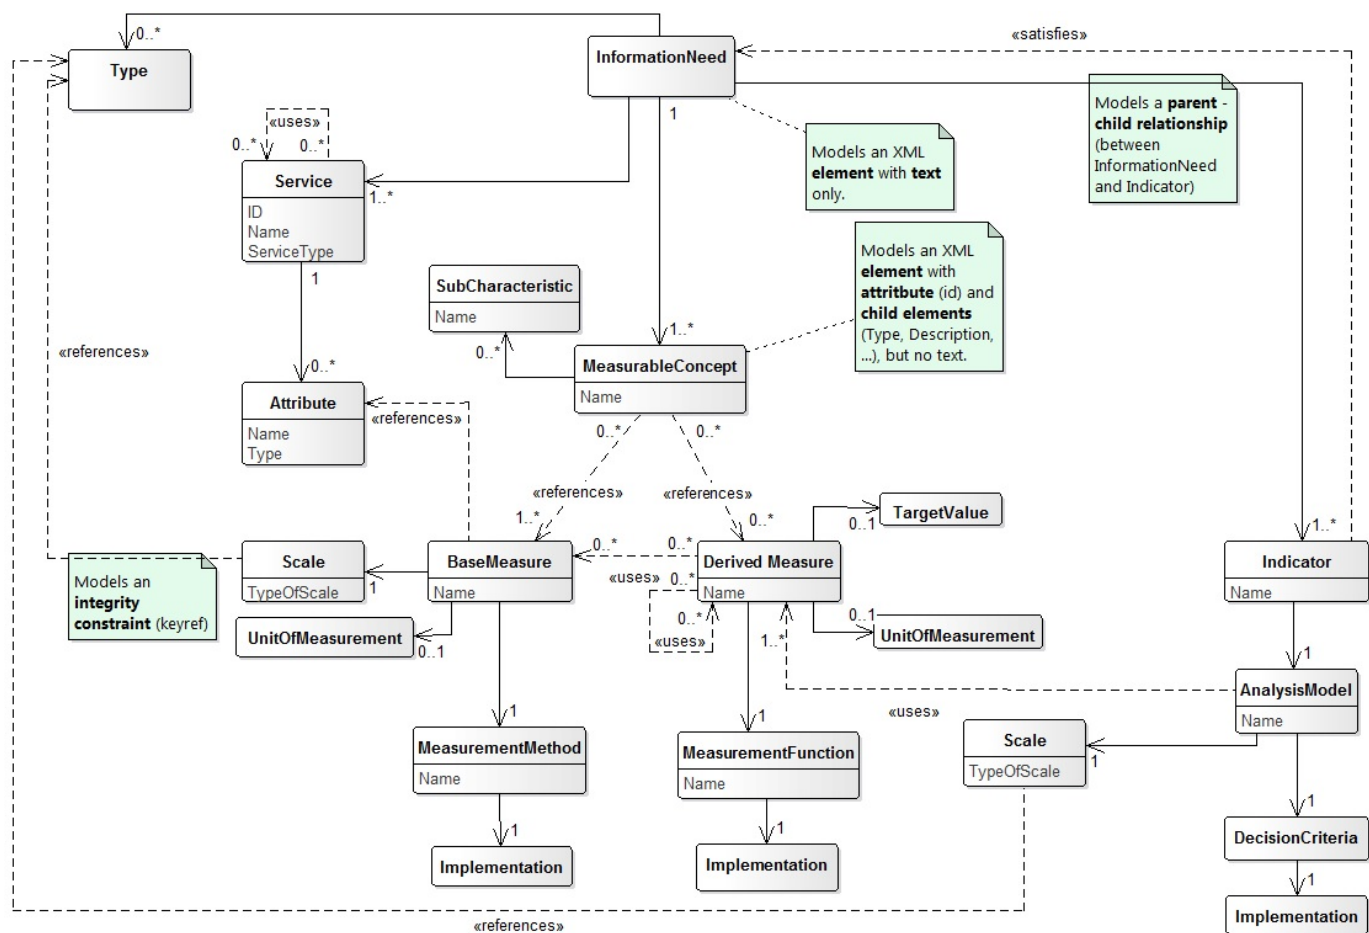 0..*
Type
InformationNeed
«satisfies»
1
Models a parent -
child relationship
(between
InformationNeed
and Indicator)
«uses»
0..*
0..*
Models an XML
element with text
only.
Service
ID
Name
ServiceType
1..*
1
Models an XML
element with
attritbute (id) and
child elements
(Type, Description,
...), but no text.
SubCharacteristic
Name
0..*
1..*
«references»
MeasurableConcept
Name
0..*
Attribute
Name
Type
«references»
0..*
0..*
«references»
«references»
1..*
0..*
TargetValue
0..1
1..*
Scale
TypeOfScale
1
BaseMeasure
Name
0..*
0..*
«uses»
Derived Measure
Name
0..*
0..*
«uses»
1..*
Indicator
Name
Models an
integrity
constraint (keyref)
UnitOfMeasurement
0..1
0..1
UnitOfMeasurement
1
AnalysisModel
Name
«uses»
1
MeasurementMethod
Name
1
MeasurementFunction
Name
Scale
TypeOfScale
1
1
DecisionCriteria
1
Implementation
1
Implementation
1
Implementation
«references»